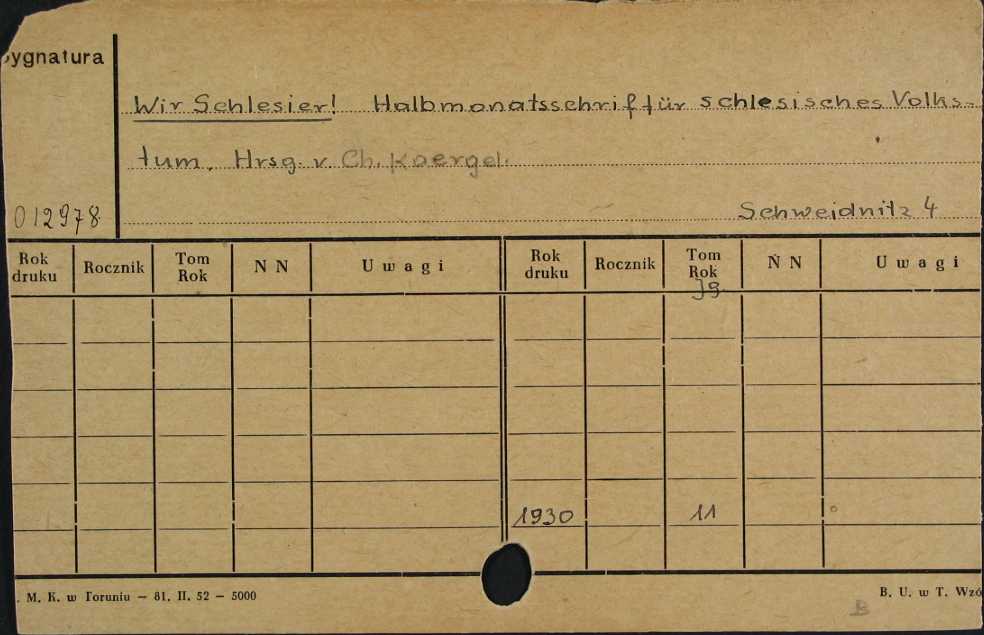 Sygnatura
Wir Schlesier! Halbmonatsschrift für schlesisches Volks-
tum, Hrsg. v. Ch. Kaergel.
012978 Schweidnitz 4
Rok druku Rocznik Tom Rok N N Uwagi Rok druku Rocznik Tom Rok N N Uwagi
Jg.
1930 11
. M. K. w Toruniu — 81. II. 52 — 5000 B. U. w T. Wzó
B